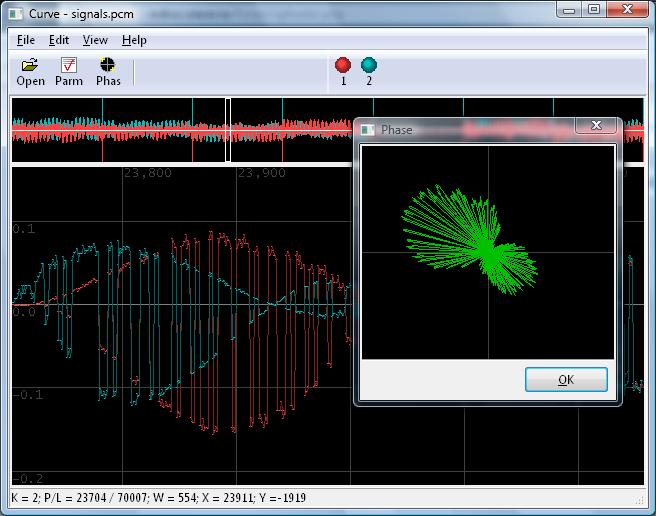 Curve - signals.pcm
File Edit View Help
Open Parm Phas
1 2
Phase
23,800 23,900
0.1
0.0
-0.1
-0.2
OK
K = 2; P/L = 23704 / 70007; W = 554; X = 23911; Y =-1919